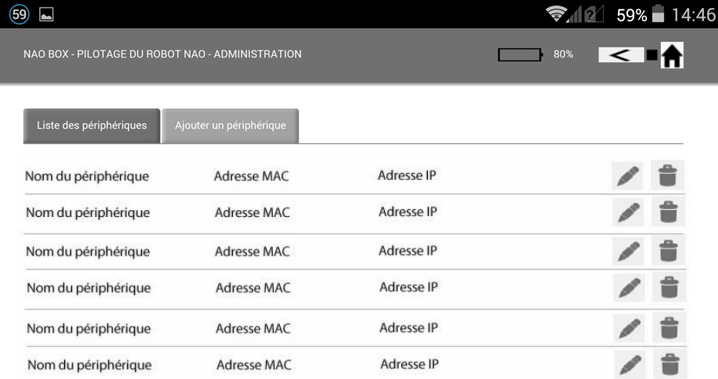 59 59% 14:46
NAO BOX - PILOTAGE DU ROBOT NAO - ADMINISTRATION 80%
Liste des périphériques Ajouter un périphérique
Nom du périphérique Adresse MAC Adresse IP
Nom du périphérique Adresse MAC Adresse IP
Nom du périphérique Adresse MAC Adresse IP
Nom du périphérique Adresse MAC Adresse IP
Nom du périphérique Adresse MAC Adresse IP
Nom du périphérique Adresse MAC Adresse IP